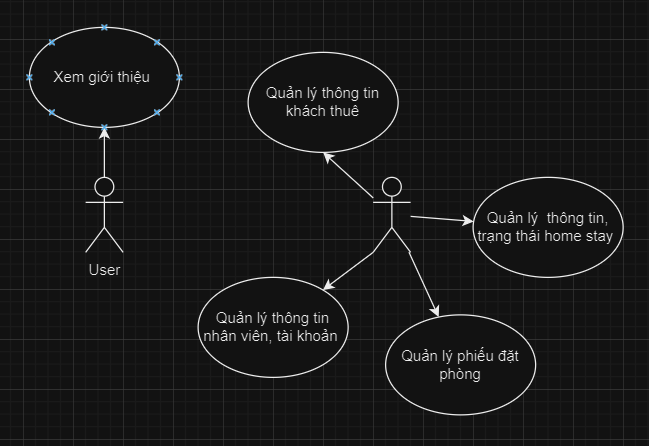 Xem giới thiệu
User
Quản lý thông tin
khách thuê
Quản lý thông tin,
trạng thái home stay
Quản lý thông tin
nhân viên, tài khoản
Quản lý phiếu đặt
phòng